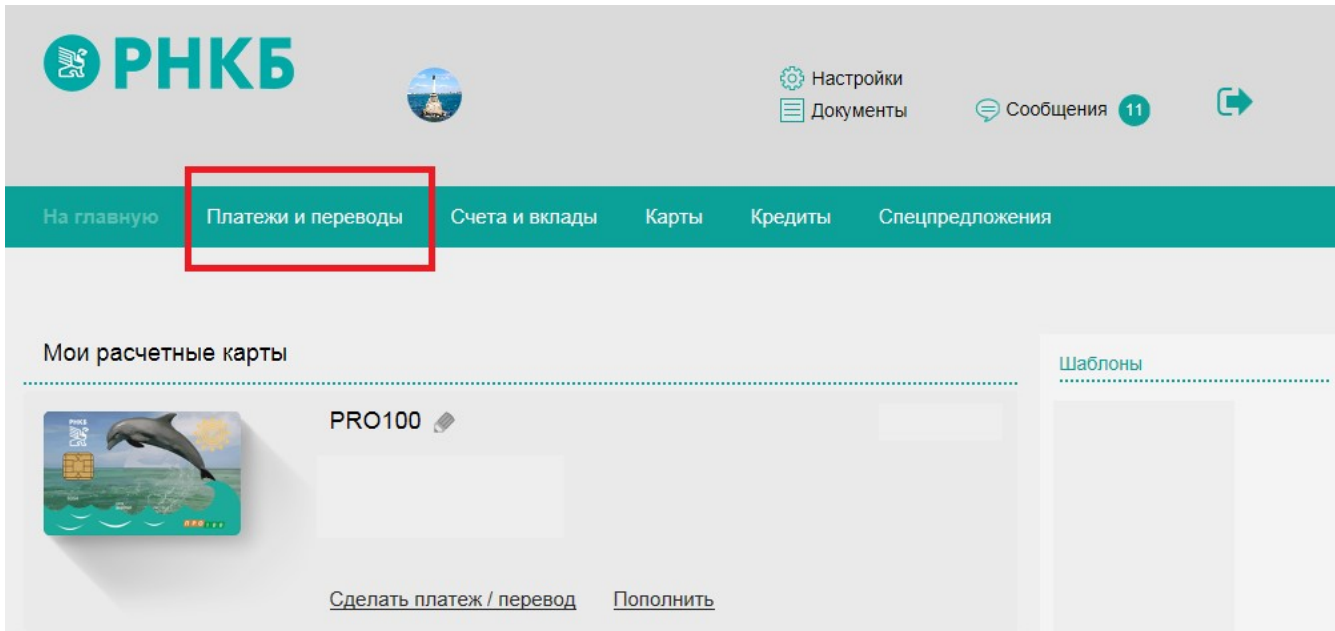 РНКБ
Настройки
Документы
Сообщения 11
На главную Платежи и переводы Счета и вклады Карты Кредиты Спецпредложения
Мои расчетные карты
Шаблоны
PRO100
РНКБ
Сделать платеж / перевод Пополнить